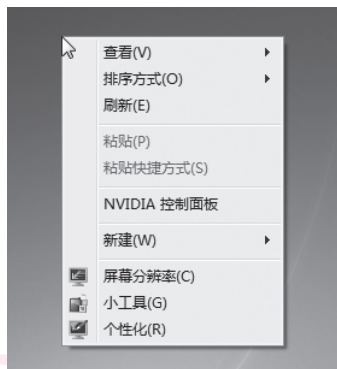 查看(V)
排序方式(O)
刷新(E)
粘贴(P)
粘贴快捷方式(S)
NVIDIA 控制面板
新建(W)
屏幕分辨率(C)
小工具(G)
个性化(R)